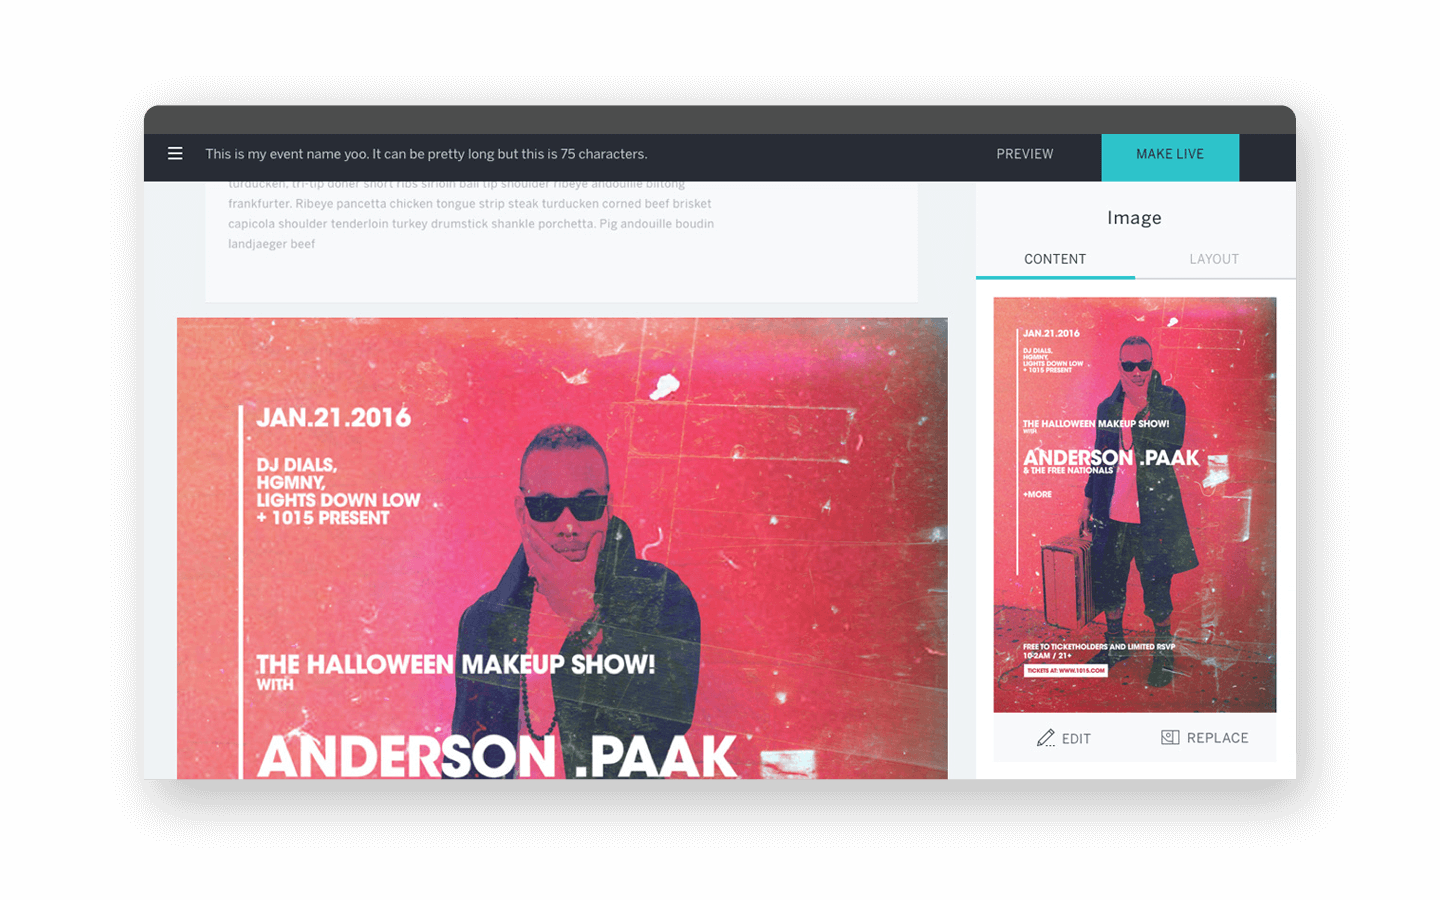 This is my event name yoo. It can be pretty long but this is 75 characters.
PREVIEW
MAKE LIVE
turducken, tri-tip doner short ribs sirloin ball tip shoulder ribeye andouille biltong
frankfurter. Ribeye pancetta chicken tongue strip steak turducken corned beef brisket
capicola shoulder tenderloin turkey drumstick shankle porchetta. Pig andouille boudin
landjaeger beef
JAN.21.2016
DJ DIALS,
HGMNY,
LIGHTS DOWN LOW
+ 1015 PRESENT
THE HALLOWEEN MAKEUP SHOW!
WITH
ANDERSON .PAAK
Image
CONTENT
LAYOUT
JAN.21.2016
DJ DIALS,
HGMNY,
LIGHTS DOWN LOW
+ 1015 PRESENT
THE HALLOWEEN MAKEUP SHOW!
WITH
ANDERSON .PAAK
& THE FREE NATIONALS
+MORE
FREE TO TICKETHOLDERS AND LIMITED RSVP
10-2AM / 21+
TICKETS AT: WWW.1015.COM
EDIT
REPLACE